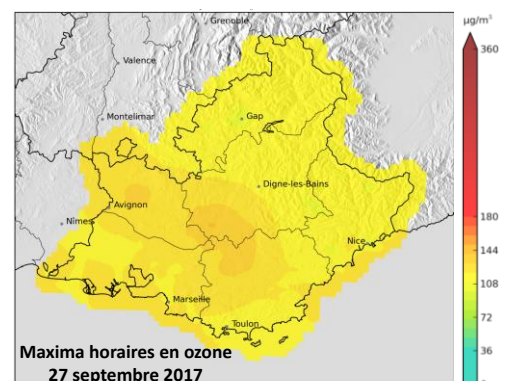 Grenoble
µg/m³
360
Valence
Montelimar
Gap
Digne-les-Bains
Avignon
180
Nîmes
Nice
144
108
Marseille
72
Toulon
36
Maxima horaires en ozone
27 septembre 2017